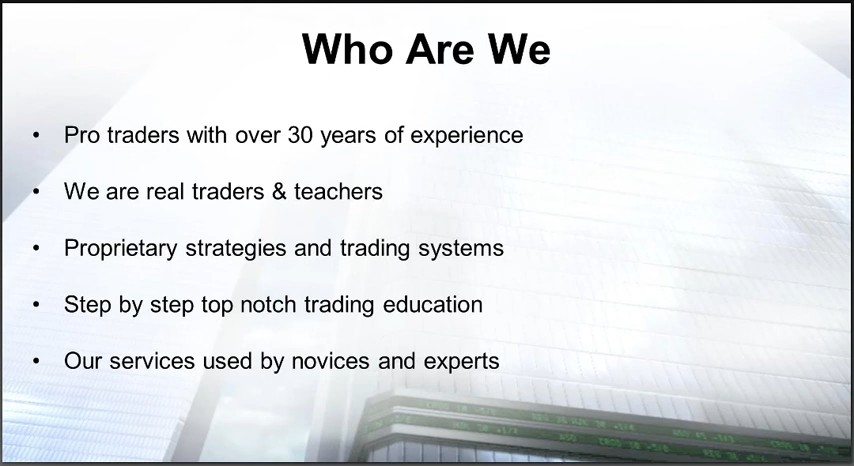 Who Are We
• Pro traders with over 30 years of experience
• We are real traders & teachers
• Proprietary strategies and trading systems
• Step by step top notch trading education
• Our services used by novices and experts